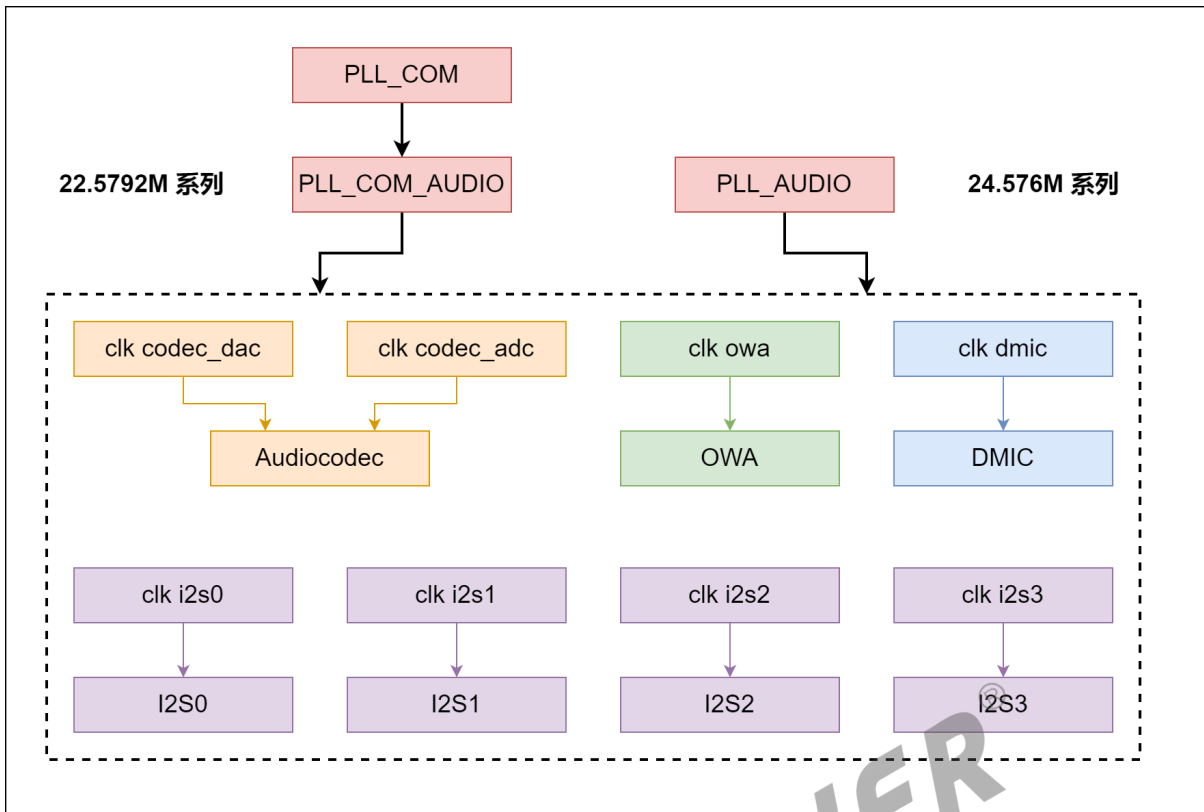 PLL_COM
22.5792M 系列
PLL_COM_AUDIO
PLL_AUDIO
24.576M 系列
clk codec_dac
clk codec_adc
clk owa
clk dmic
Audiocodec
OWA
DMIC
clk i2s0
clk i2s1
clk i2s2
clk i2s3
I2S0
I2S1
I2S2
I2S3
®